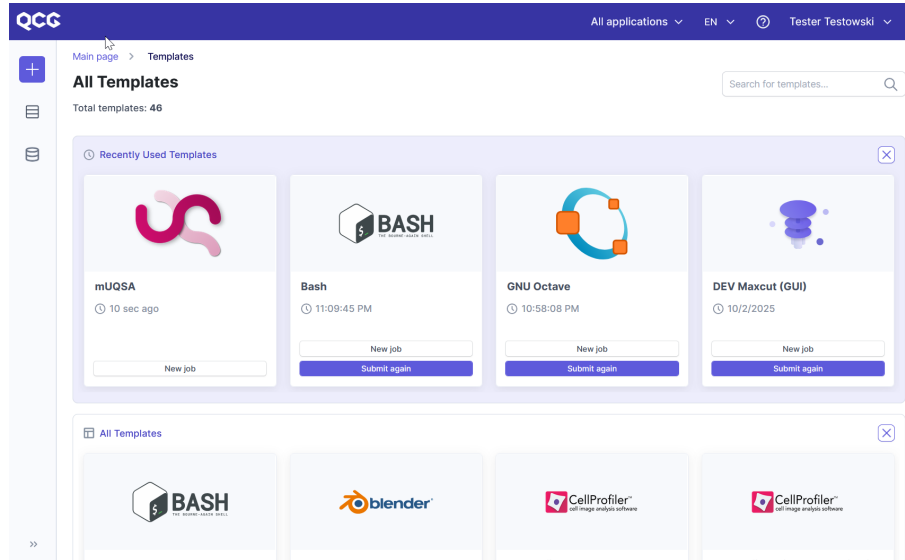 QCG
All applications EN ? Tester Testowski
Main page > Templates
All Templates
Search for templates...
Total templates: 46
Recently Used Templates
BASH
THE BOURNE-AGAIN SHELL
mUQSA
10 sec ago
New job
Bash
11:09:45 PM
New job
Submit again
GNU Octave
10:58:08 PM
New job
Submit again
DEV Maxcut (GUI)
10/2/2025
New job
Submit again
All Templates
BASH
THE BOURNE-AGAIN SHELL
blender
CellProfiler™
cell image analysis software
CellProfiler™
cell image analysis software